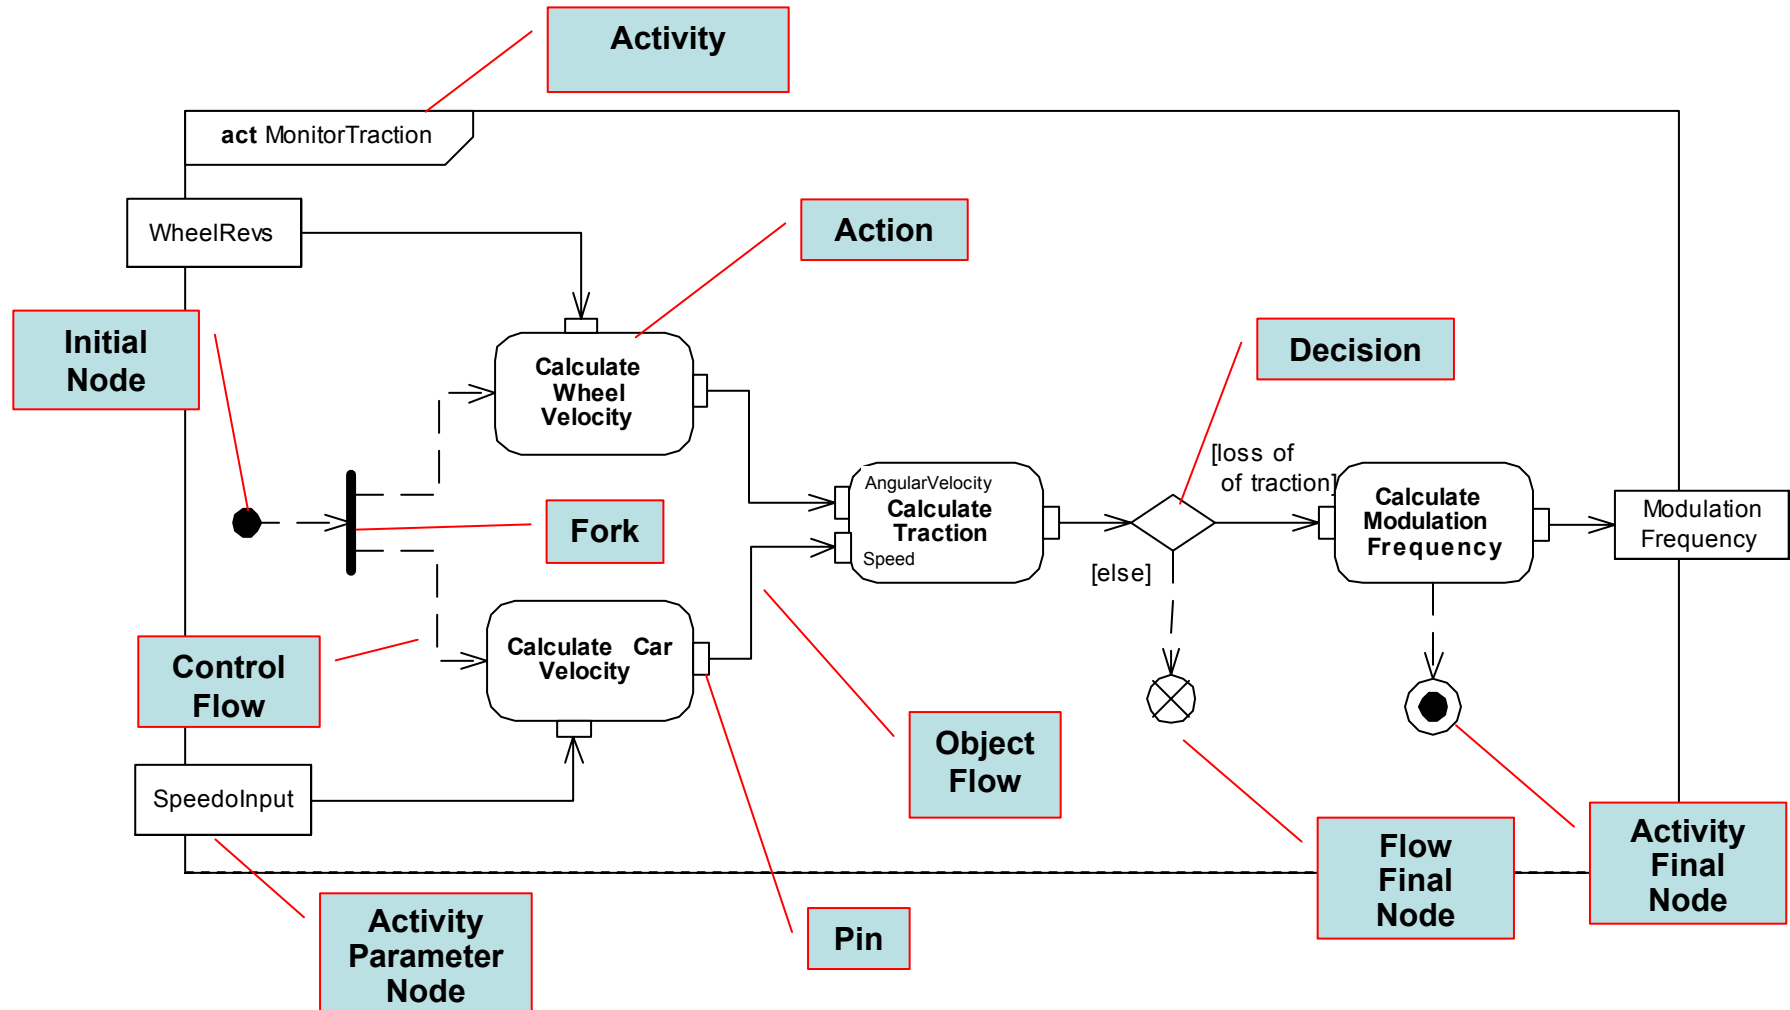 Activity
act MonitorTraction
WheelRevs
Action
Initial
Node
Calculate
Wheel
Velocity
Decision
[loss of
of traction]
AngularVelocity
Calculate
Traction
Speed
Calculate
Modulation
Frequency
Modulation
Frequency
Fork
[else]
Control
Flow
Calculate Car
Velocity
Object
Flow
SpeedoInput
Flow
Final
Node
Activity
Final
Node
Activity
Parameter
Node
Pin